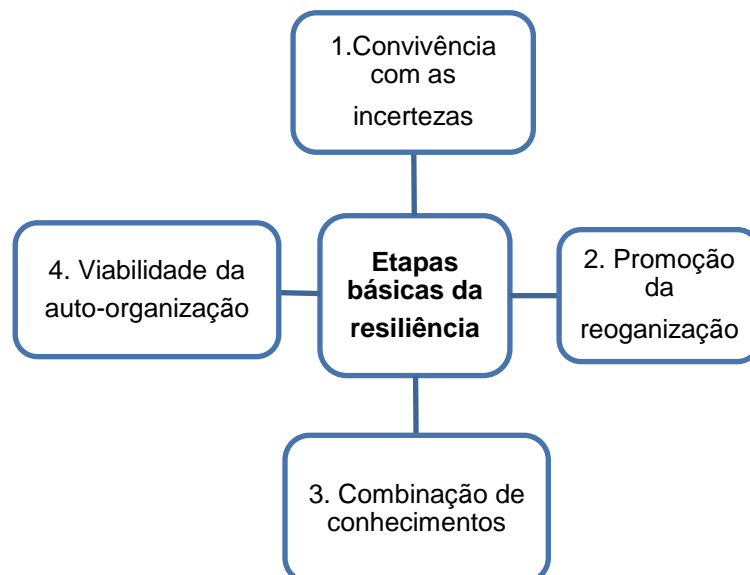 1.Convivência
com as
incertezas
4. Viabilidade da
auto-organização
Etapas
básicas da
resiliência
2. Promoção
da
reoganização
3. Combinação de
conhecimentos